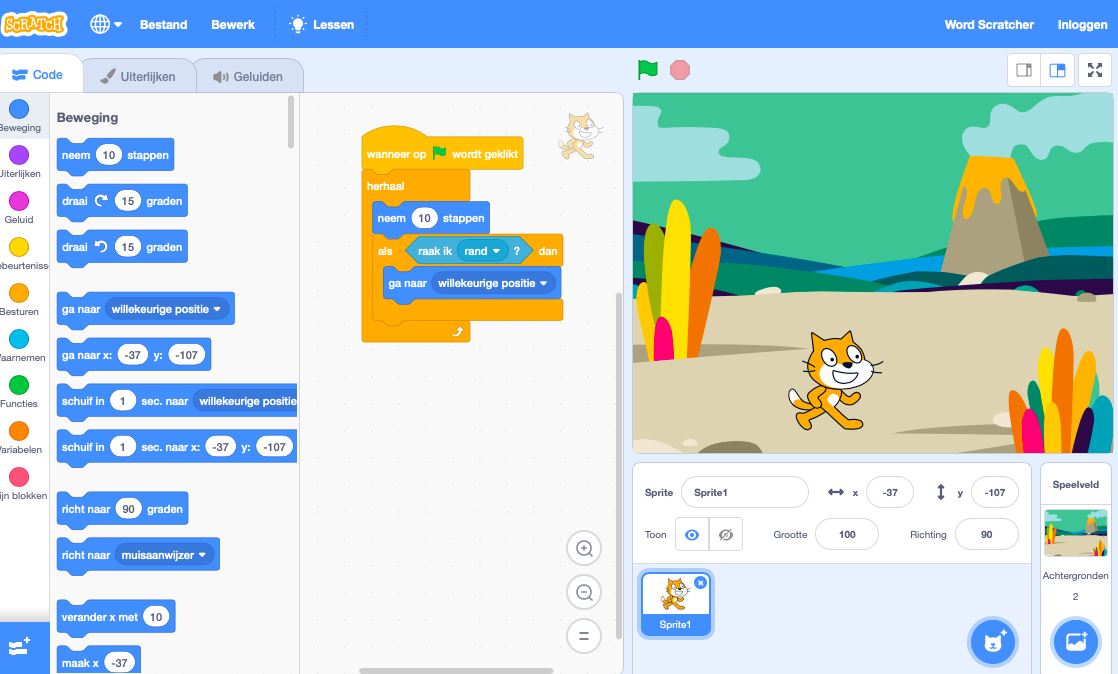 SCRATCH
Bestand
Bewerk
Lessen
Word Scratcher
Inloggen
Code
Uiterlijken
Geluiden
Beweging
Uiterlijken
Geluid
ebeurtenisse
Besturen
Vaarnemen
Functies
Variabelen
ijn blokken
Beweging
neem 10 stappen
draai 15 graden
draai 15 graden
ga naar willekeurige positie
ga naar x: -37 y: -107
schuif in 1 sec. naar willekeurige positie
schuif in 1 sec. naar x: -37 y: -107
richt naar 90 graden
richt naar muisaanwijzer
verander x met 10
maak x -37
wanneer op wordt geklikt
herhaal
neem 10 stappen
als raak ik rand ? dan
ga naar willekeurige positie
Sprite Sprite1 x -37 y -107
Toon Grootte 100 Richting 90
Sprite1
Speelveld
Achtergronden
2